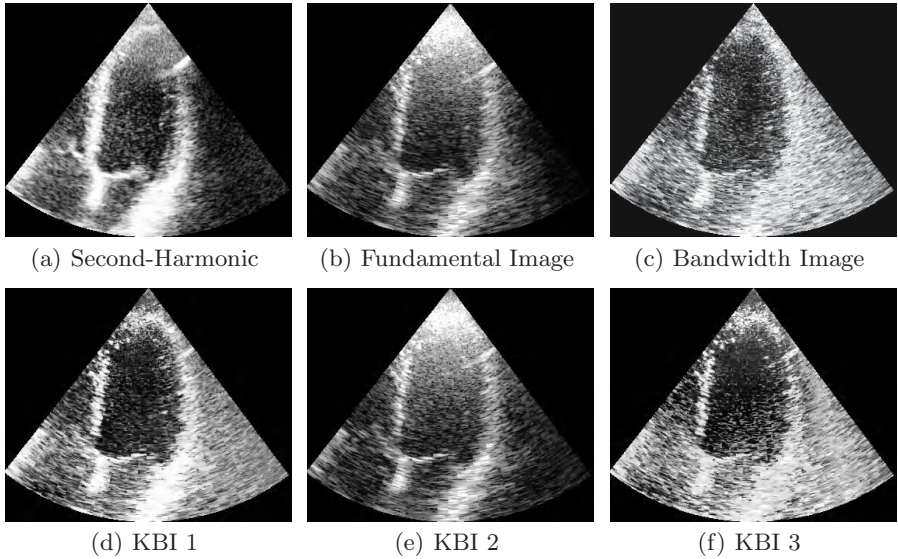 (a) Second-Harmonic
(b) Fundamental Image
(c) Bandwidth Image
(d) KBI 1
(e) KBI 2
(f) KBI 3